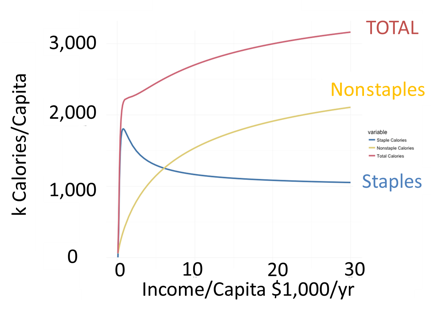 TOTAL
3,000
Nonstaples
2,000
k Calories/Capita
variable
Staple Calories
Nonstaple Calories
Total Calories
1,000
Staples
0
0 10 20 30
Income/Capita $1,000/yr